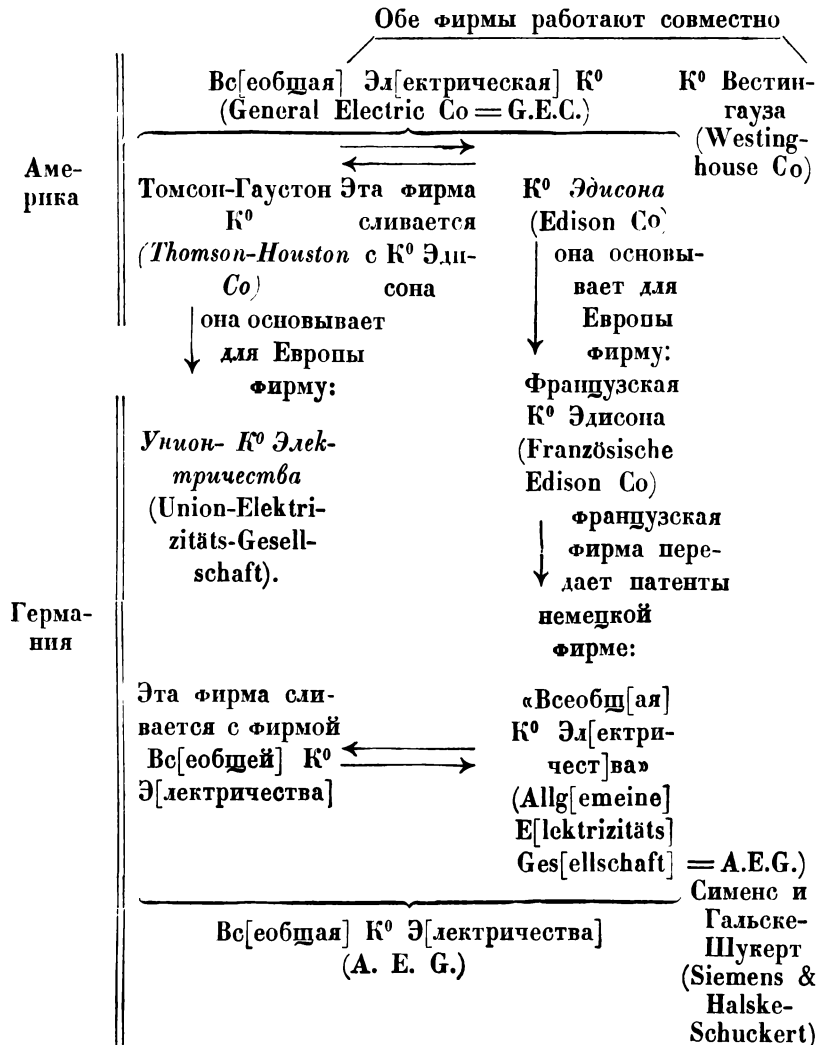 Обе фирмы работают совместно
Вс[еобщая] Эл[ектрическая] К⁰
(General Electric Co = G.E.C.)
К⁰ Вестин-
гауза
(Westing-
house Co)
Аме-
рика
Томсон-Гаустон
К⁰
(Thomson-Houston
Co)
Эта фирма
сливается
с К⁰ Эди-
сона
К⁰ Эдисона
(Edison Co)
она основывает
для Европы
фирму:
она основы-
вает для
Европы
фирму:
Французская
К⁰ Эдисона
(Französische
Edison Co)
Унион- К⁰ Элек-
тричества
(Union-Elektri-
zitäts-Gesell-
schaft).
французская
фирма пере-
дает патенты
немецкой
фирме:
Герма-
ния
Эта фирма сли-
вается с фирмой
Вс[еобщей] К⁰
Э[лектричества]
«Всеобщ[ая]
К⁰ Эл[ектри-
чест]ва»
(Allg[emeine]
E[lektrizitäts]
Ges[ellschaft] = A.E.G.)
Сименс и
Гальске-
Шукерт
(Siemens &
Halske-
Schuckert)
Вс[еобщая] К⁰ Э[лектричества]
(A. E. G.)